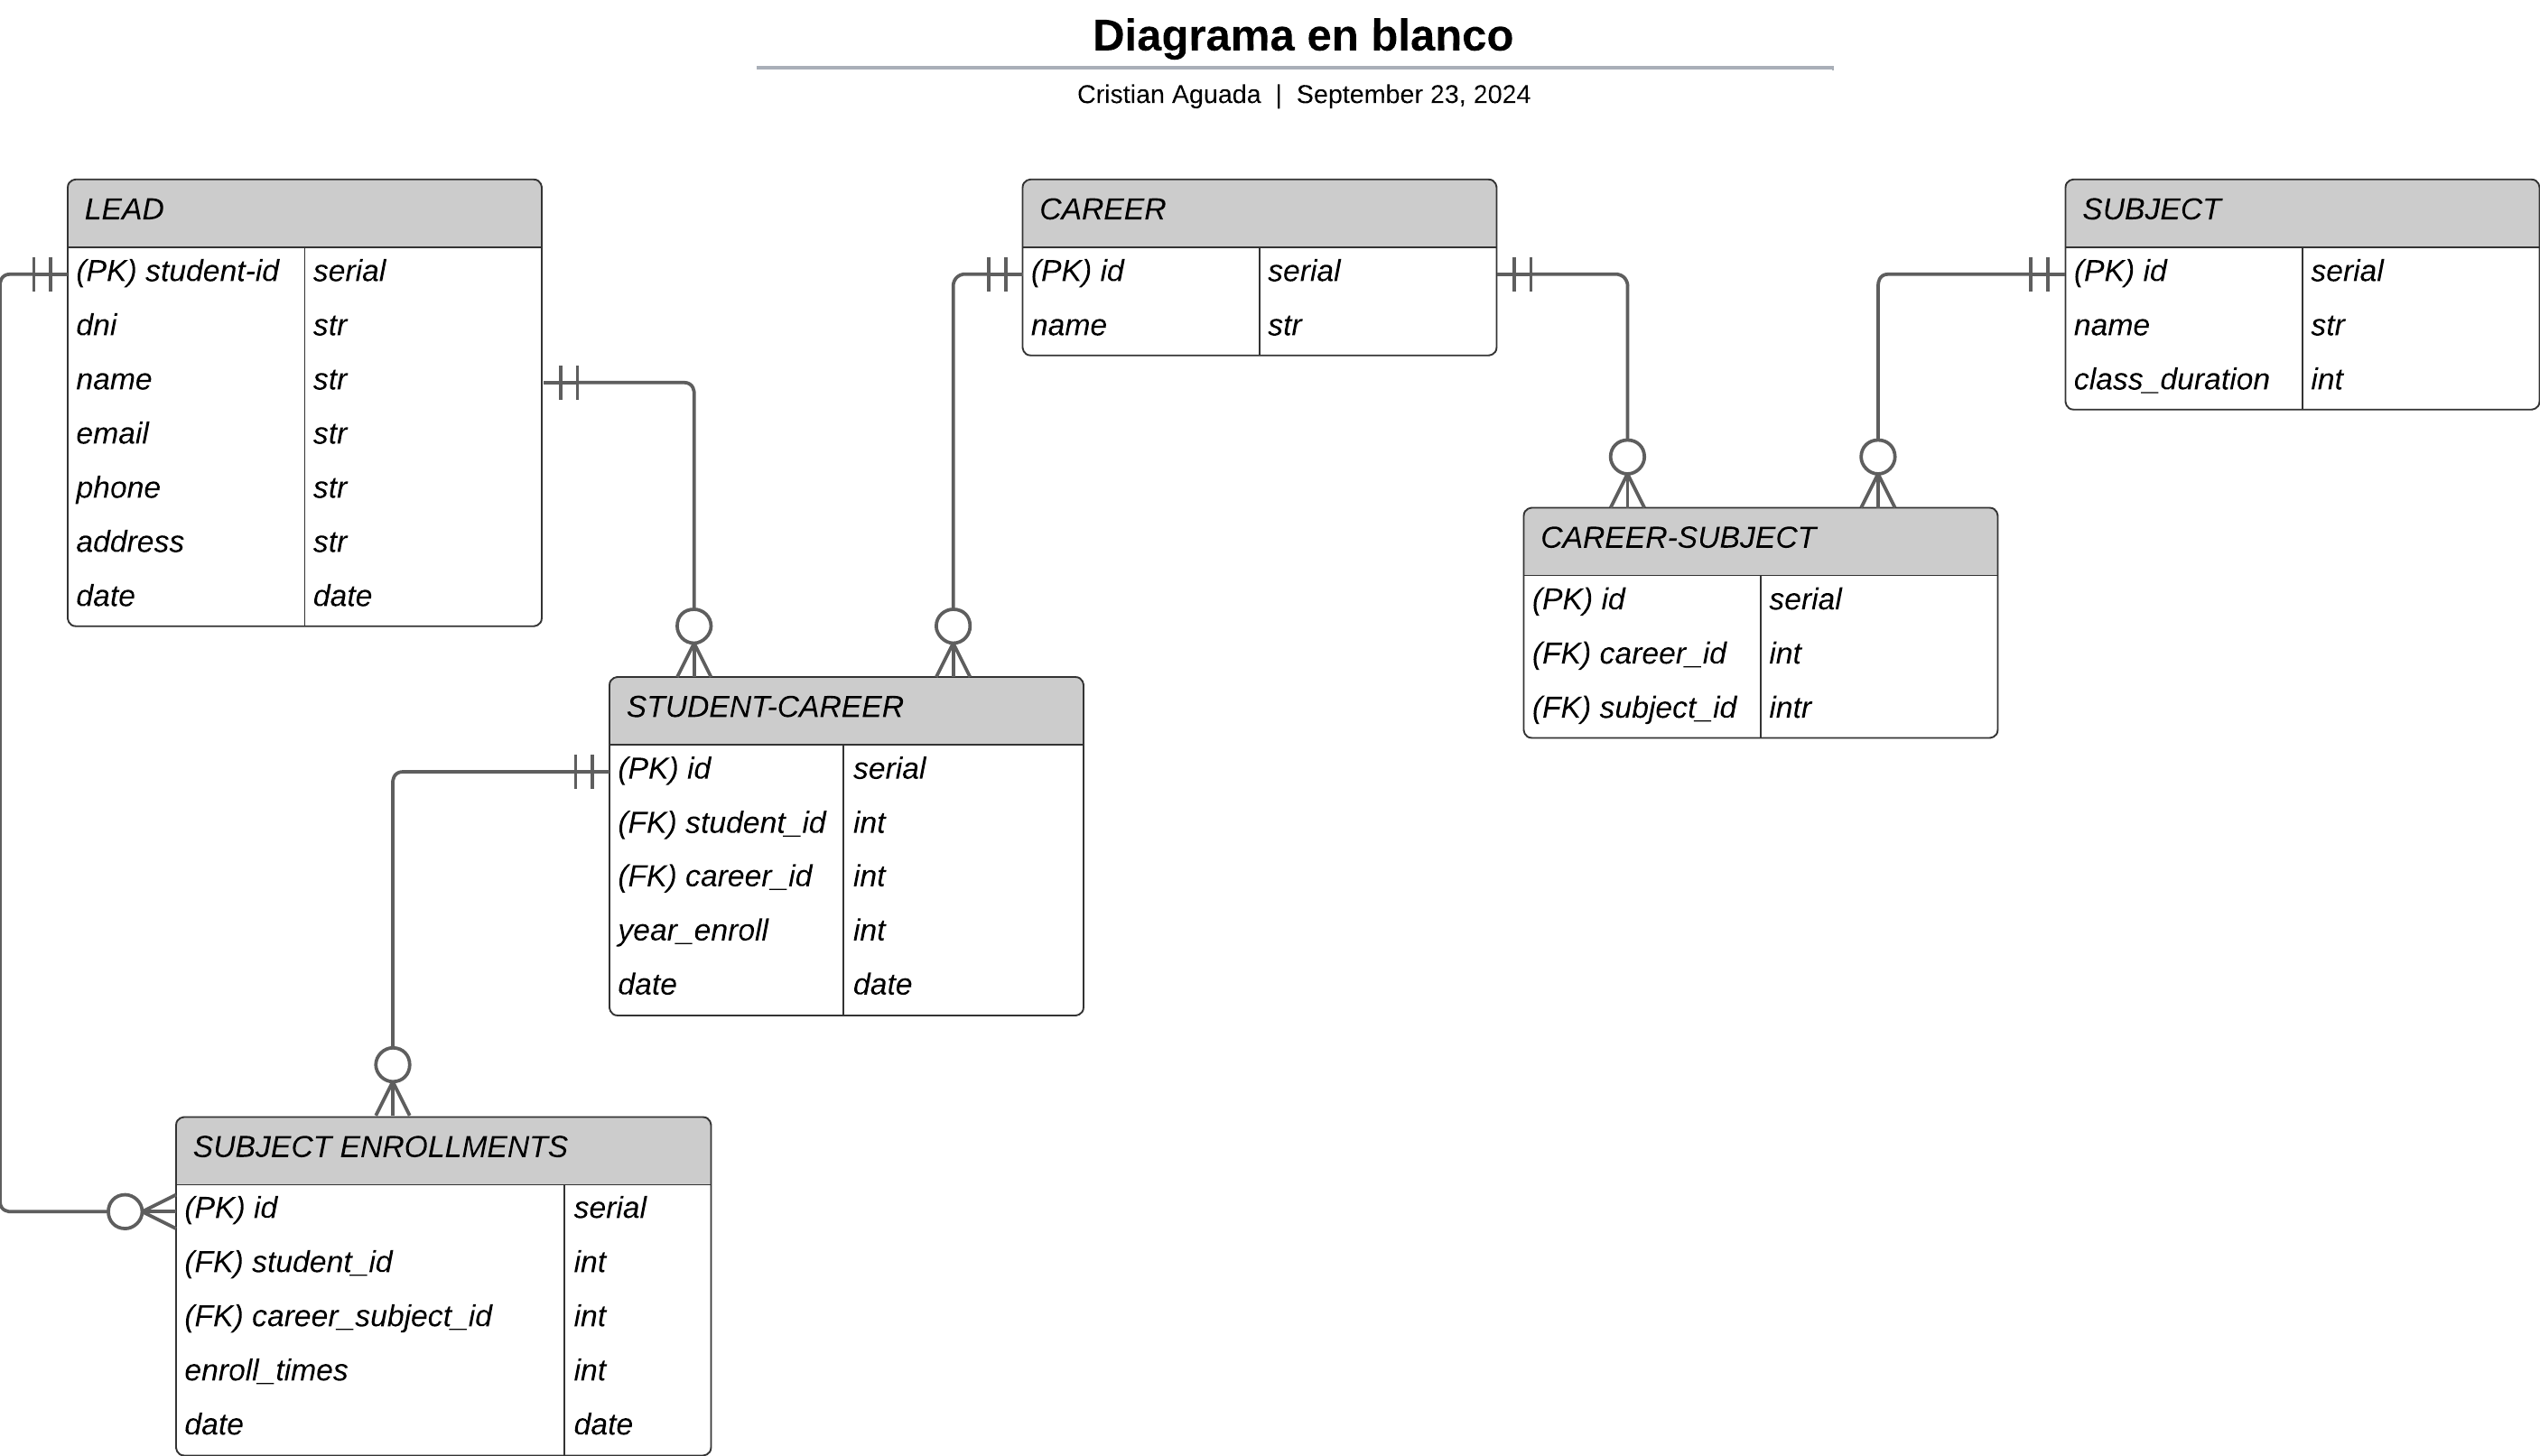 Diagrama en blanco
Cristian Aguada | September 23, 2024
LEAD
(PK) student-id serial
dni str
name str
email str
phone str
address str
date date
CAREER
(PK) id serial
name str
SUBJECT
(PK) id serial
name str
class_duration int
CAREER-SUBJECT
(PK) id serial
(FK) career_id int
(FK) subject_id intr
STUDENT-CAREER
(PK) id serial
(FK) student_id int
(FK) career_id int
year_enroll int
date date
SUBJECT ENROLLMENTS
(PK) id serial
(FK) student_id int
(FK) career_subject_id int
enroll_times int
date date